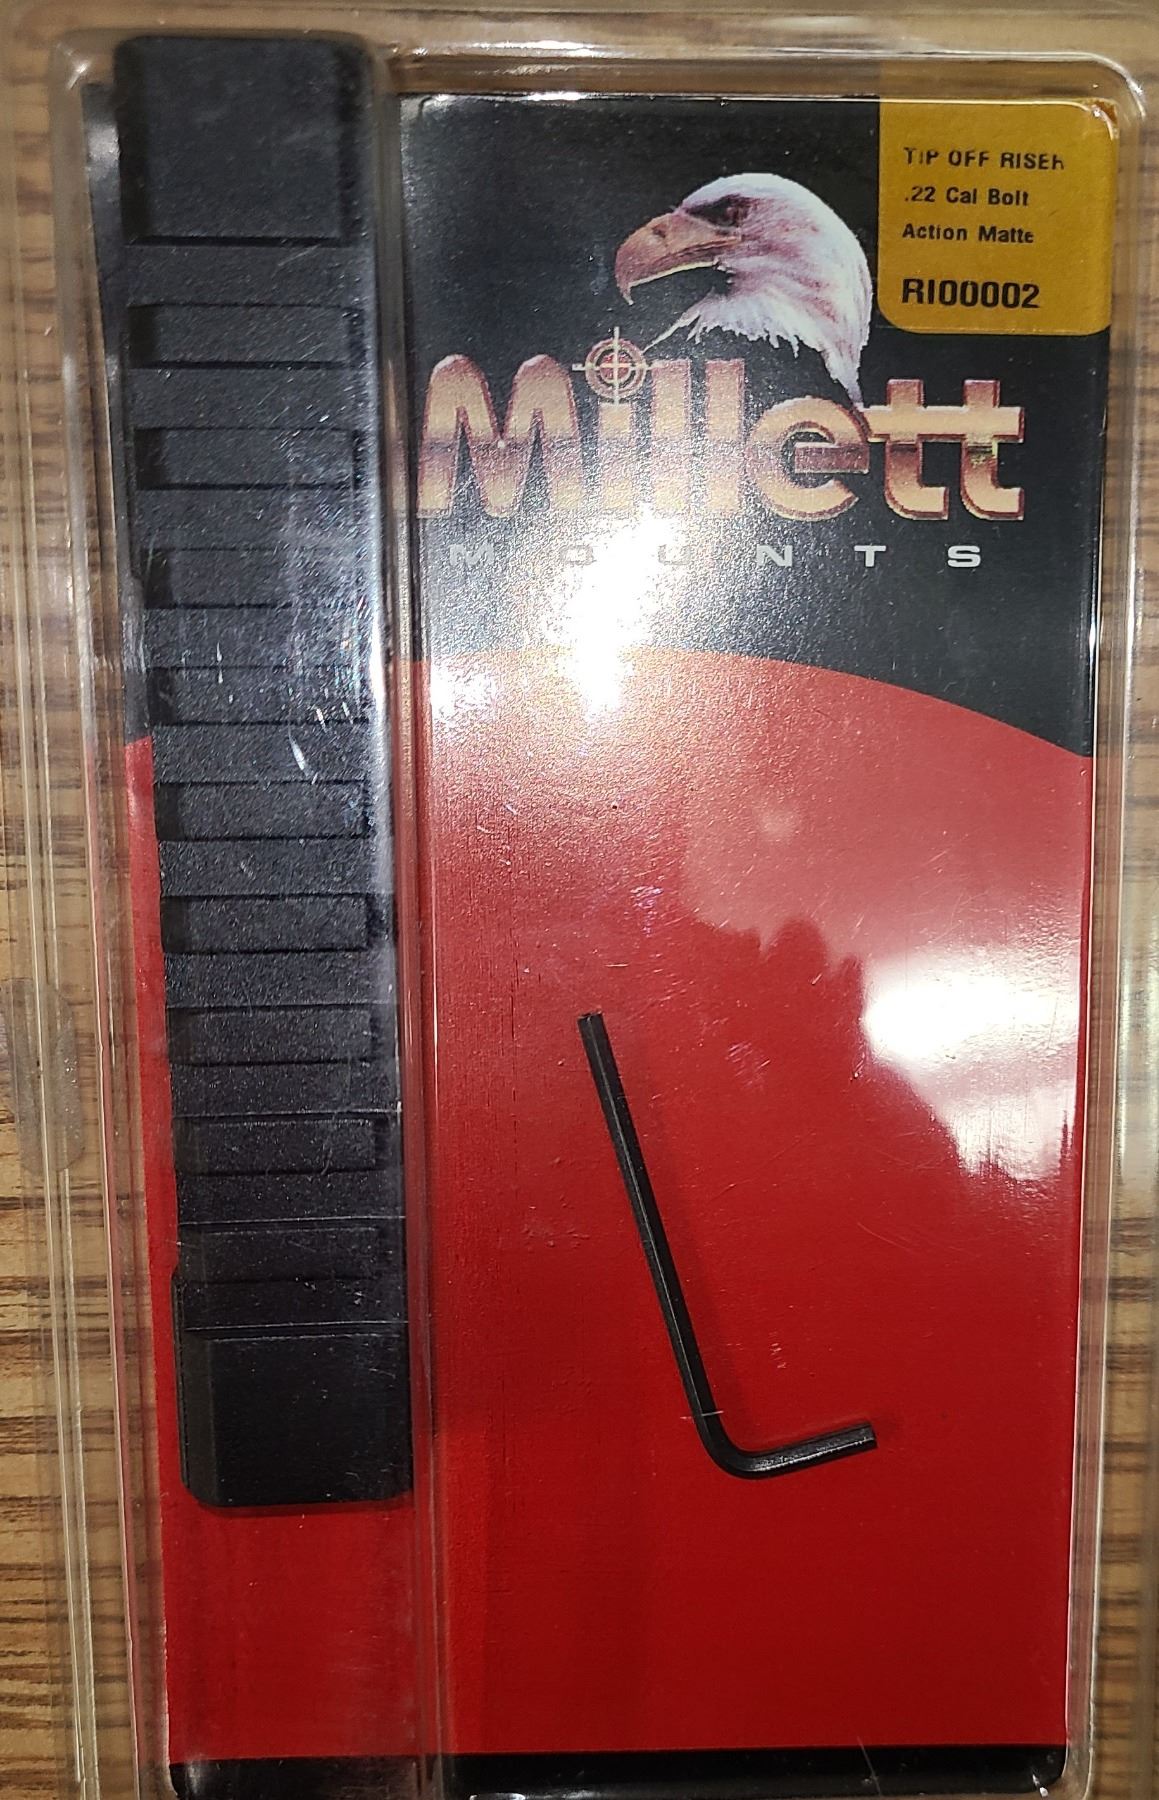 TIP OFF RISER
.22 Cal Bolt
Action Matte
RI00002
Millett
MOUNTS